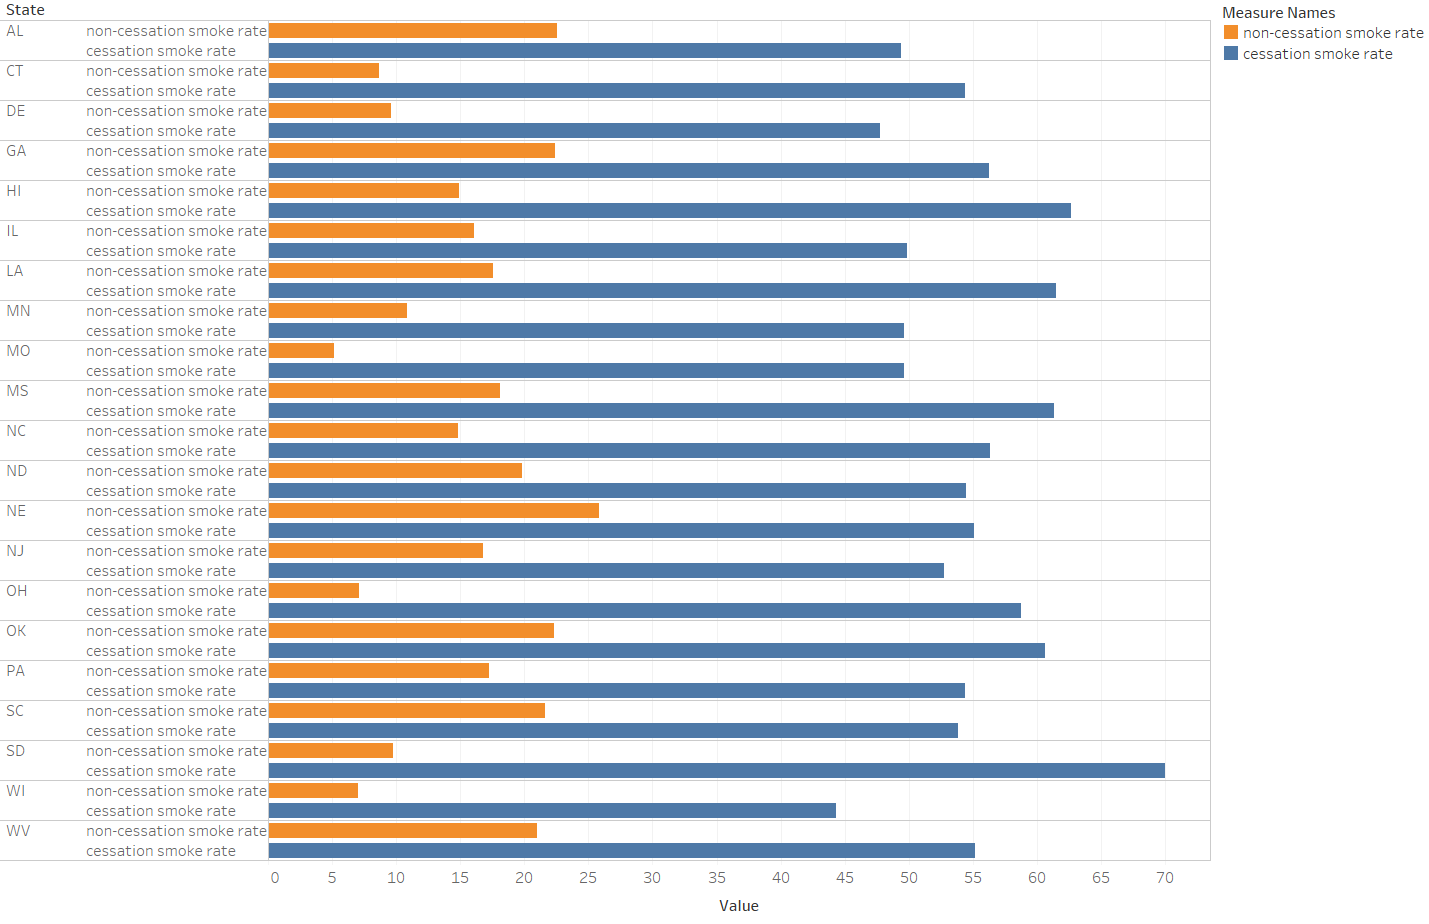 State
Measure Names
non-cessation smoke rate
cessation smoke rate
AL non-cessation smoke rate
cessation smoke rate
CT non-cessation smoke rate
cessation smoke rate
DE non-cessation smoke rate
cessation smoke rate
GA non-cessation smoke rate
cessation smoke rate
HI non-cessation smoke rate
cessation smoke rate
IL non-cessation smoke rate
cessation smoke rate
LA non-cessation smoke rate
cessation smoke rate
MN non-cessation smoke rate
cessation smoke rate
MO non-cessation smoke rate
cessation smoke rate
MS non-cessation smoke rate
cessation smoke rate
NC non-cessation smoke rate
cessation smoke rate
ND non-cessation smoke rate
cessation smoke rate
NE non-cessation smoke rate
cessation smoke rate
NJ non-cessation smoke rate
cessation smoke rate
OH non-cessation smoke rate
cessation smoke rate
OK non-cessation smoke rate
cessation smoke rate
PA non-cessation smoke rate
cessation smoke rate
SC non-cessation smoke rate
cessation smoke rate
SD non-cessation smoke rate
cessation smoke rate
WI non-cessation smoke rate
cessation smoke rate
WV non-cessation smoke rate
cessation smoke rate
0 5 10 15 20 25 30 35 40 45 50 55 60 65 70
Value